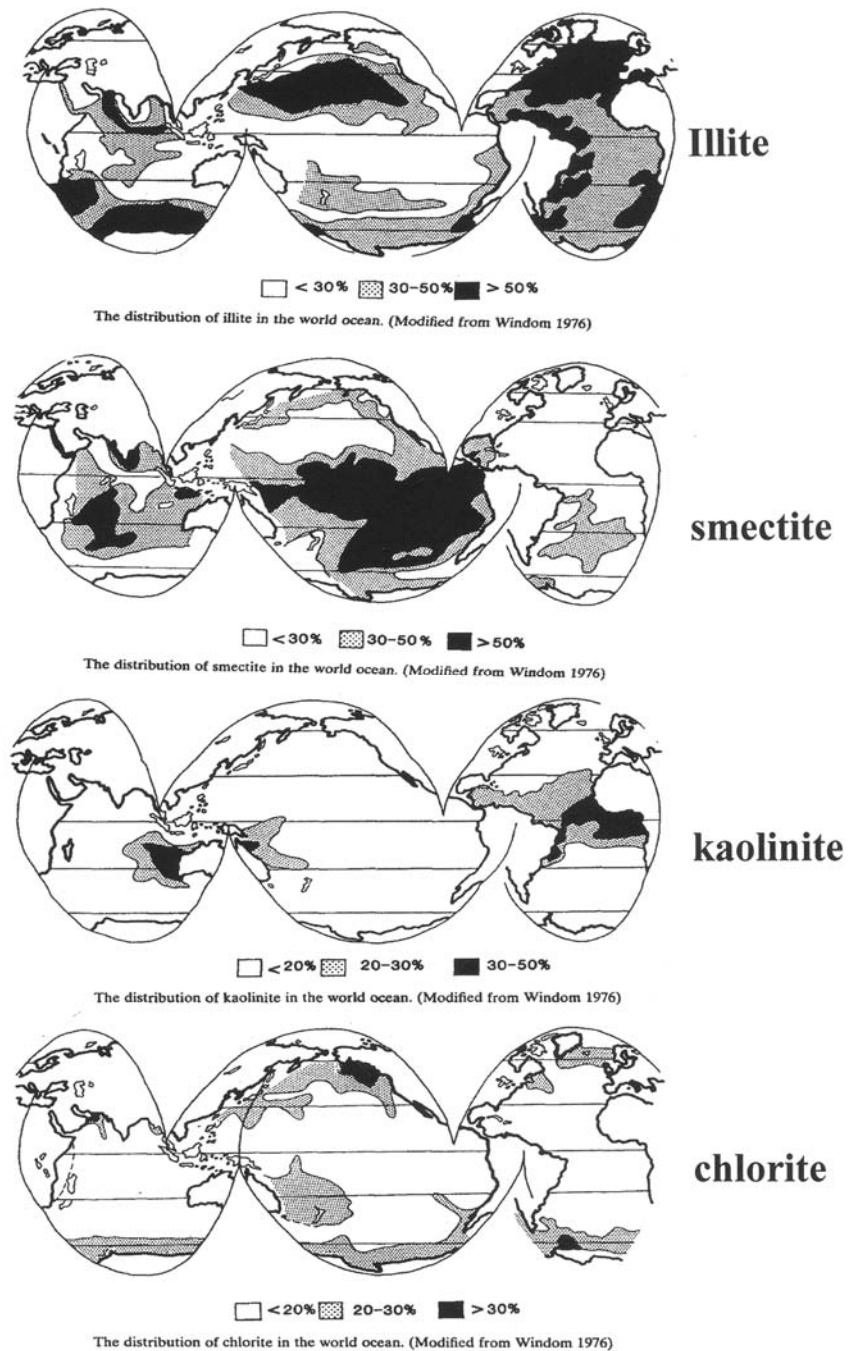 Illite
< 30% 30-50% > 50%
The distribution of illite in the world ocean. (Modified from Windom 1976)
smectite
<30% 30-50% >50%
The distribution of smectite in the world ocean. (Modified from Windom 1976)
kaolinite
<20% 20-30% 30-50%
The distribution of kaolinite in the world ocean. (Modified from Windom 1976)
chlorite
<20% 20-30% >30%
The distribution of chlorite in the world ocean. (Modified from Windom 1976)